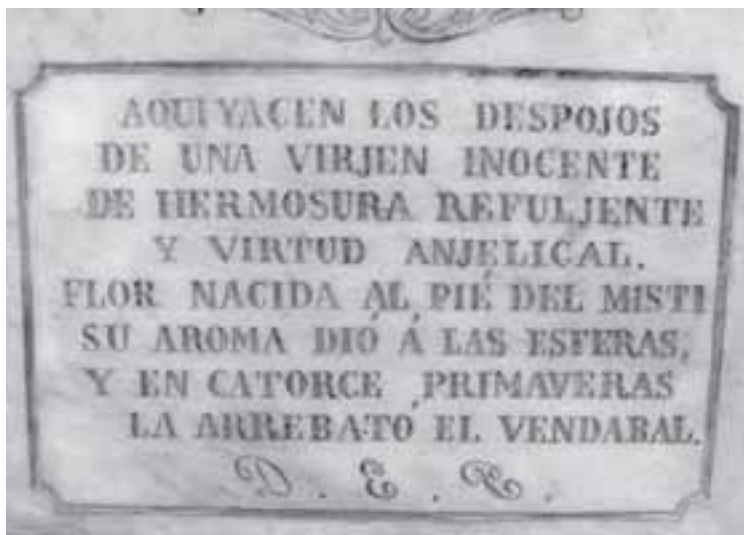 AQUI YACEN LOS DESPOJOS
DE UNA VIRJEN INOCENTE
DE HERMOSURA REFULJENTE
Y VIRTUD ANJELICAL.
FLOR NACIDA AL PIÉ DEL MISTI
SU AROMA DIÓ Á LAS ESFERAS,
Y EN CATORCE PRIMAVERAS
LA ARREBATÓ EL VENDABAL.
D. E. C.